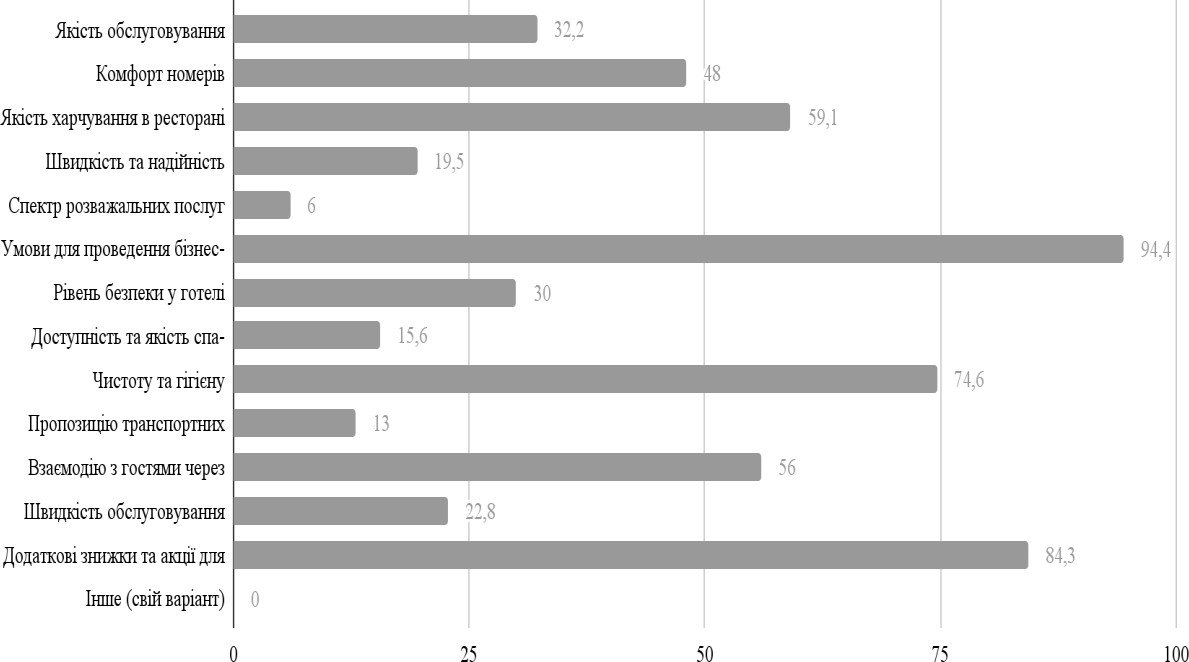 Якість обслуговування 32,2
Комфорт номерів 48
Якість харчування в ресторані 59,1
Швидкість та надійність 19,5
Спектр розважальних послуг 6
Умови для проведення бізнес- 94,4
Рівень безпеки у готелі 30
Доступність та якість спа- 15,6
Чистоту та гігієну 74,6
Пропозицію транспортних 13
Взаємодію з гостями через 56
Швидкість обслуговування 22,8
Додаткові знижки та акції для 84,3
Інше (свій варіант) 0
0 25 50 75 100